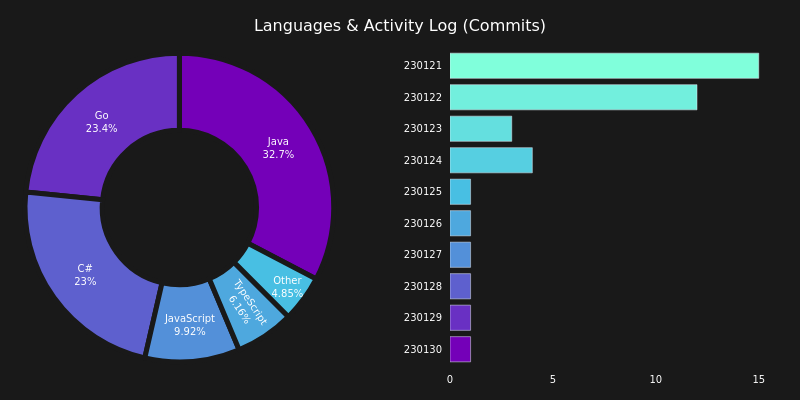 Languages & Activity Log (Commits)
Java
32.7%
Go
23.4%
C#
23%
JavaScript
9.92%
TypeScript
6.16%
Other
4.85%
230121
230122
230123
230124
230125
230126
230127
230128
230129
230130
0
5
10
15